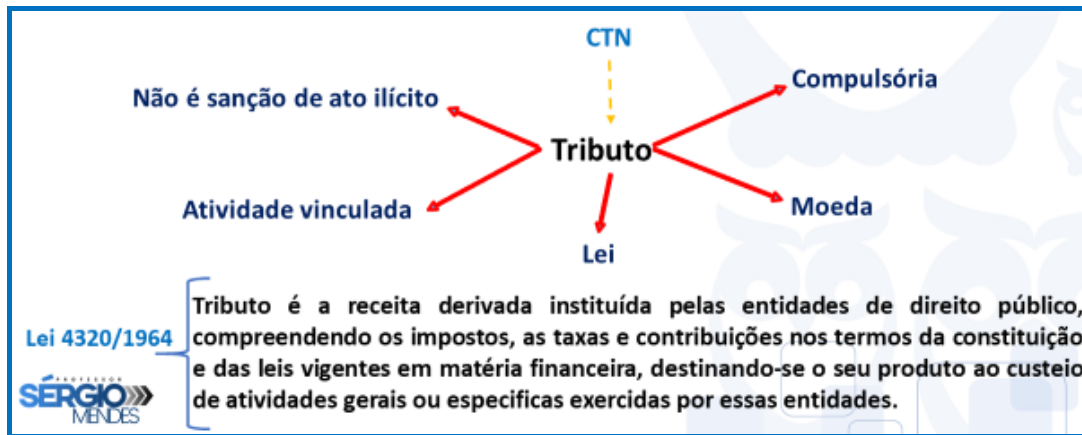 CTN
Não é sanção de ato ilícito
Compulsória
Tributo
Atividade vinculada
Moeda
Lei
Lei 4320/1964
Tributo é a receita derivada instituída pelas entidades de direito público,
compreendendo os impostos, as taxas e contribuições nos termos da constituição
e das leis vigentes em matéria financeira, destinando-se o seu produto ao custeio
de atividades gerais ou especificas exercidas por essas entidades.
PROFESSOR
SÉRGIO
MENDES